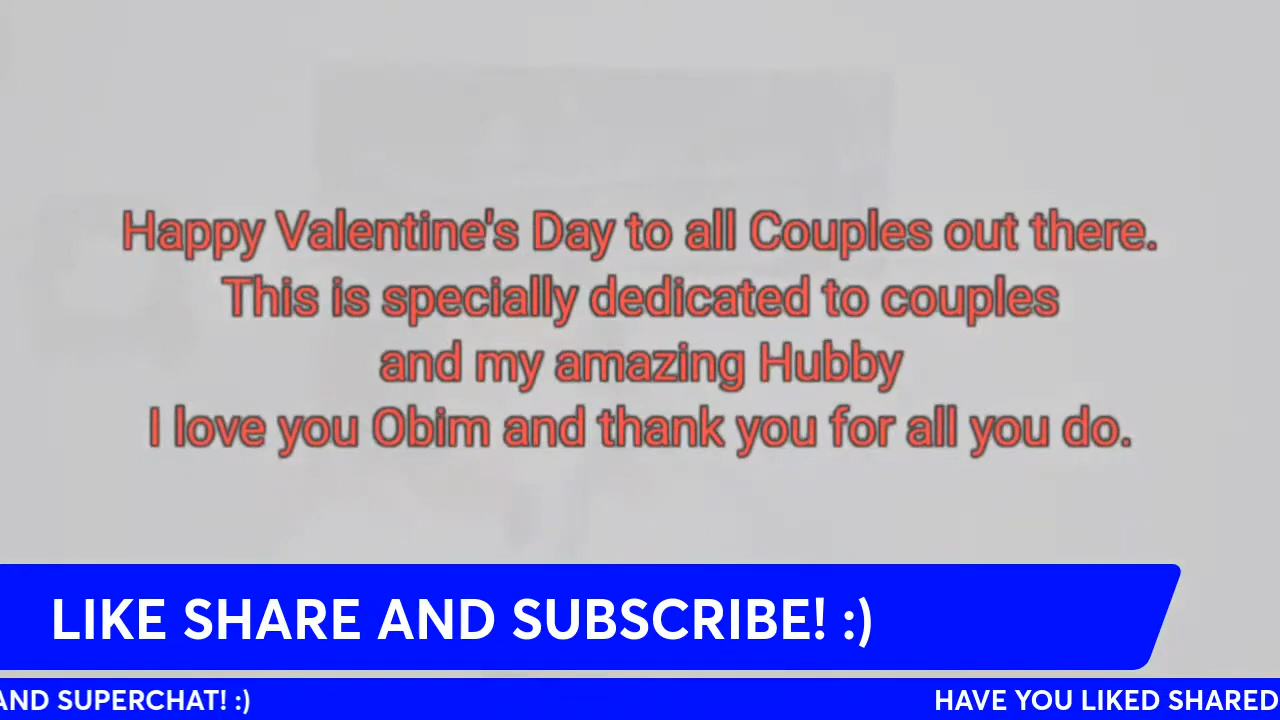 Happy Valentine's Day to all Couples out there.
This is specially dedicated to couples
and my amazing Hubby
I love you Obim and thank you for all you do.
LIKE SHARE AND SUBSCRIBE! :)
AND SUPERCHAT! :)
HAVE YOU LIKED SHARED